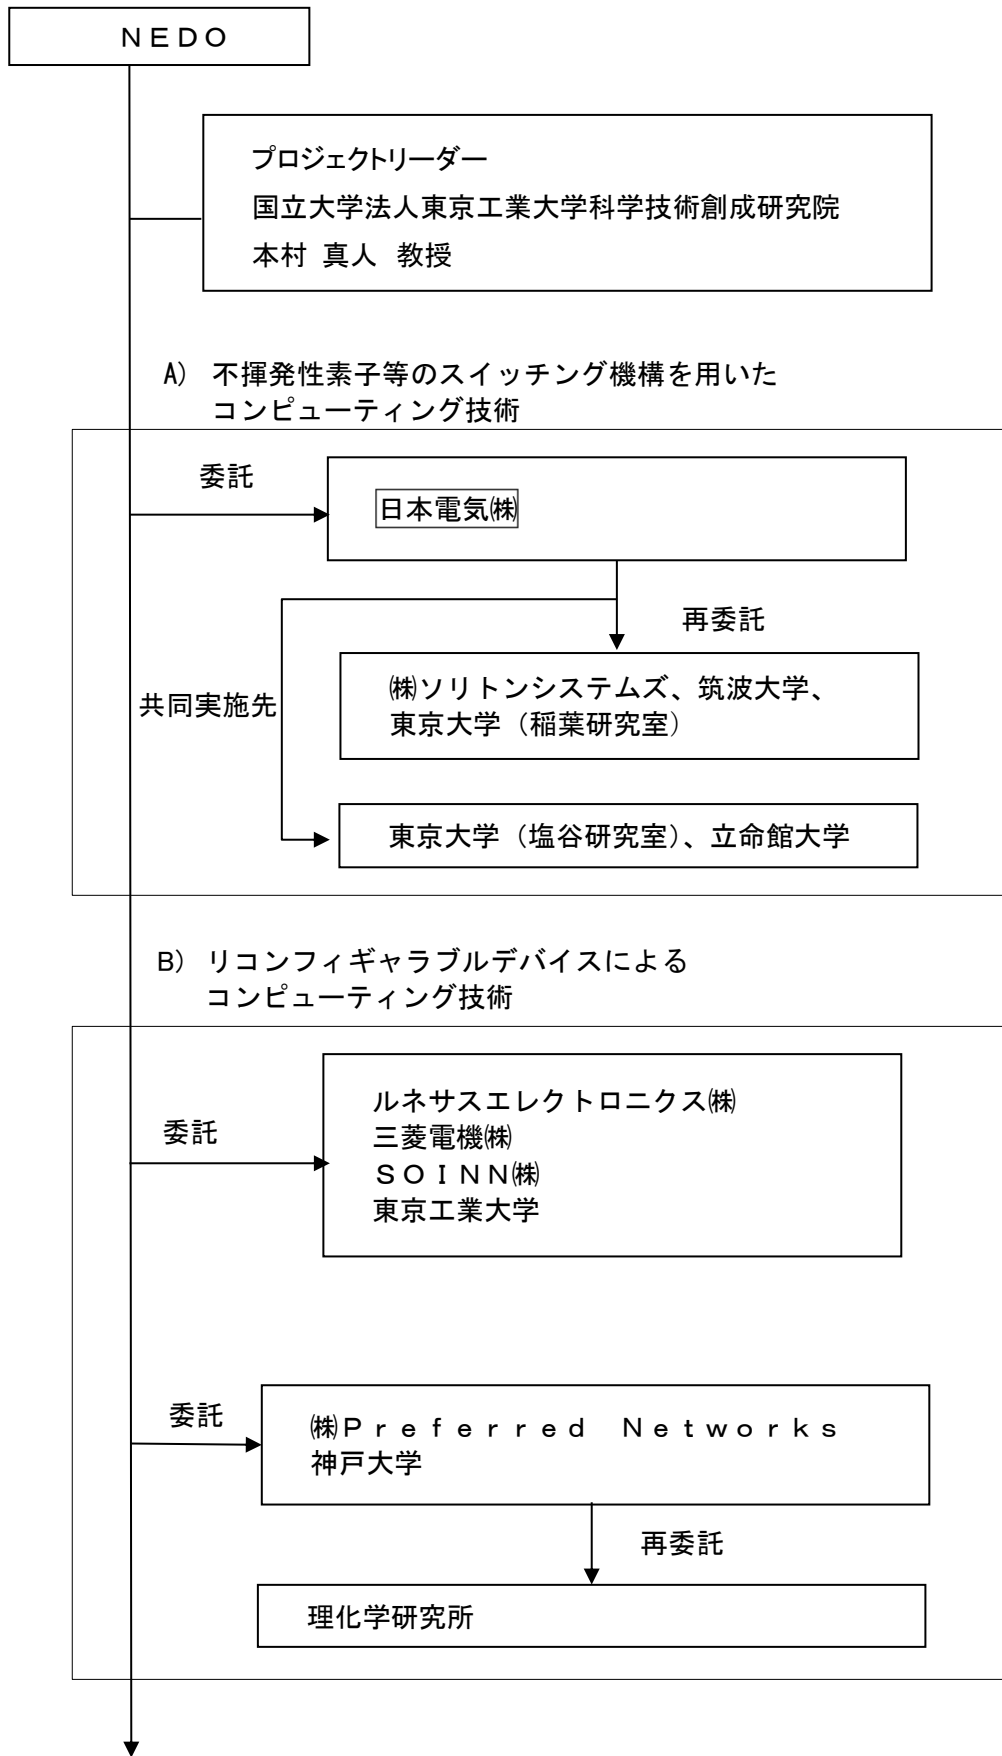 ＮＥＤＯ
プロジェクトリーダー
国立大学法人東京工業大学科学技術創成研究院
本村 真人 教授
A） 不揮発性素子等のスイッチング機構を用いた
コンピューティング技術
委託
日本電気㈱
再委託
㈱ソリトンシステムズ、筑波大学、
東京大学（稲葉研究室）
共同実施先
東京大学（塩谷研究室）、立命館大学
B） リコンフィギャラブルデバイスによる
コンピューティング技術
委託
ルネサスエレクトロニクス㈱
三菱電機㈱
ＳＯＩＮＮ㈱
東京工業大学
委託
㈱Ｐｒｅｆｅｒｒｅｄ　Ｎｅｔｗｏｒｋｓ
神戸大学
再委託
理化学研究所